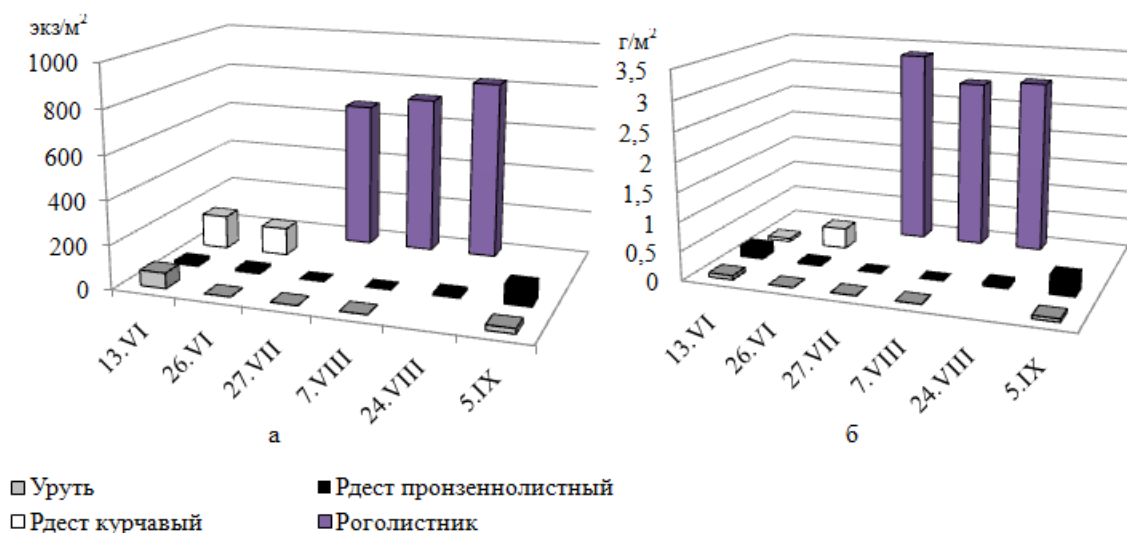 экз/м²
1000
800
600
400
200
0
13.VI
26.VI
27.VII
7.VIII
24.VIII
5.IX
а
г/м²
3,5
3
2,5
2
1,5
1
0,5
0
13.VI
26.VI
27.VII
7.VIII
24.VIII
5.IX
б
Уруть
Рдест пронзеннолистный
Рдест курчавый
Роголистник